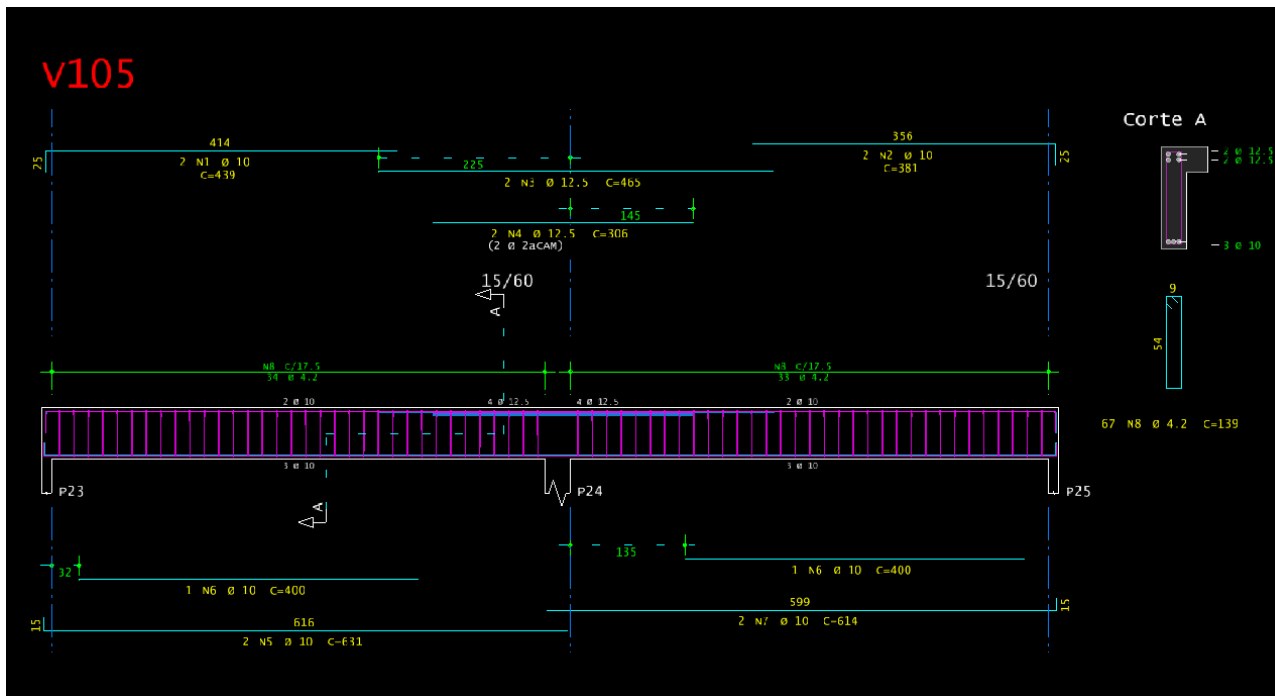 V105
Corte A
414
25
2 N1 Ø 10
C=439
225
2 N3 Ø 12.5 C=465
356
2 N2 Ø 10
C=381
25
2 Ø 12.5
2 Ø 12.5
3 Ø 10
145
2 N4 Ø 12.5 C=306
(2 Ø 2aCAM)
15/60
15/60
A
9
54
N8 C/17.5
34 Ø 4.2
N8 C/17.5
33 Ø 4.2
2 Ø 10
4 Ø 12.5
4 Ø 12.5
2 Ø 10
67 N8 Ø 4.2 C=139
3 Ø 10
3 Ø 10
P23
P24
P25
A
32
1 N6 Ø 10 C=400
135
1 N6 Ø 10 C=400
616
15
2 N5 Ø 10 C=631
599
15
2 N7 Ø 10 C=614